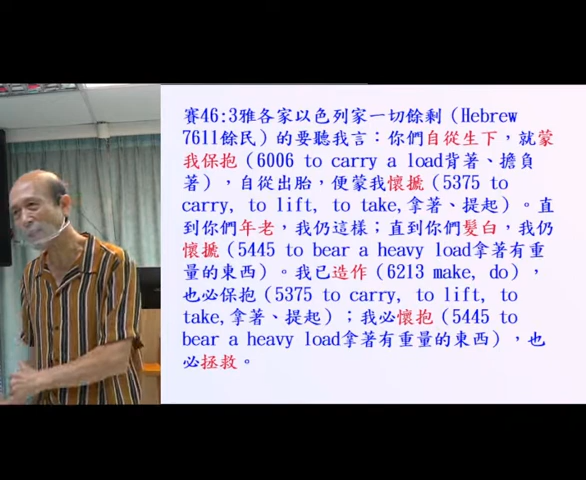 賽46:3雅各家以色列家一切餘剩（Hebrew
7611餘民）的要聽我言：你們自從生下，就蒙
我保抱（6006 to carry a load背著、擔負
著），自從出胎，便蒙我懷搋（5375 to
carry, to lift, to take,拿著、提起）。直
到你們年老，我仍這樣；直到你們髮白，我仍
懷搋（5445 to bear a heavy load拿著有重
量的東西）。我已造作（6213 make, do），
也必保抱（5375 to carry, to lift, to
take,拿著、提起）；我必懷抱（5445 to
bear a heavy load拿著有重量的東西），也
必拯救。